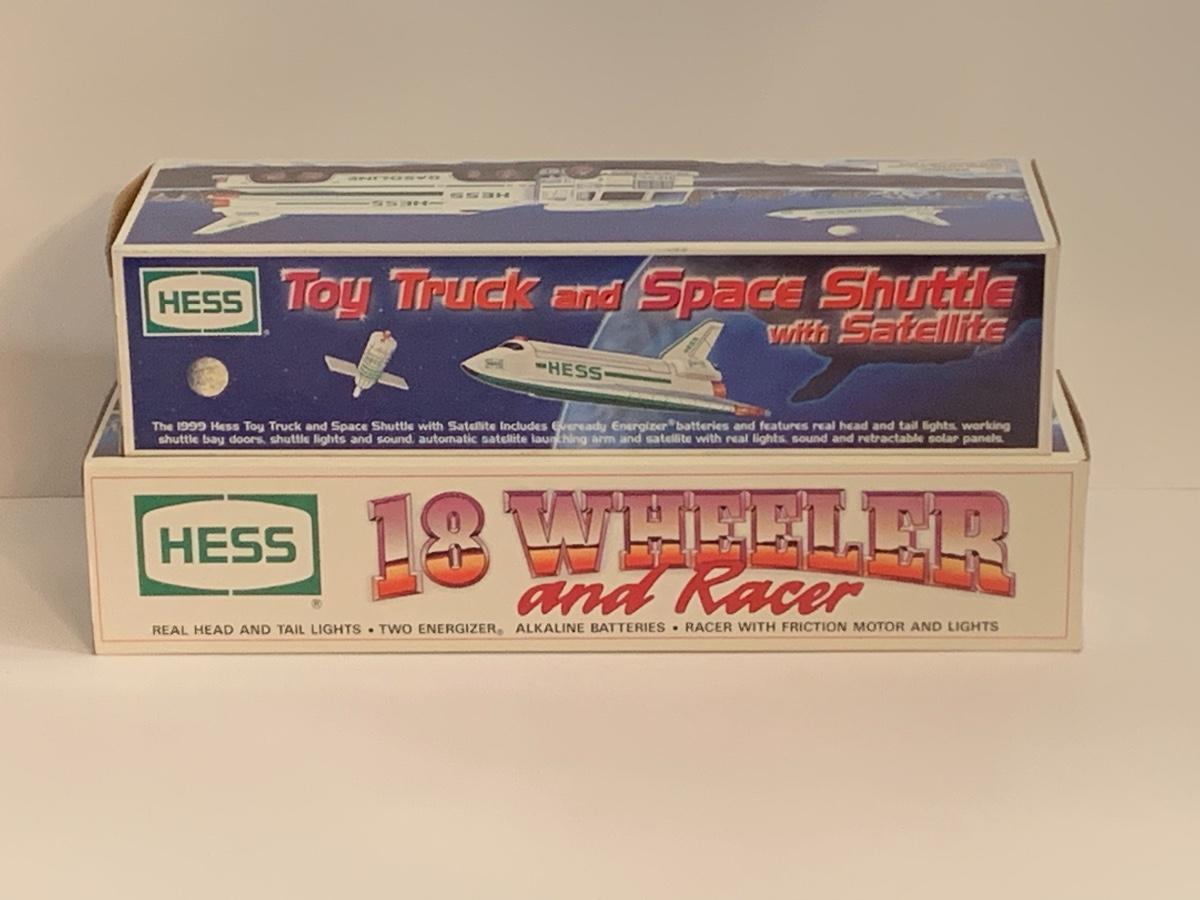 GASOLINE
HESS
HESS
HESS
Toy Truck and Space Shuttle
with Satellite
HESS
The 1999 Hess Toy Truck and Space Shuttle with Satellite Includes Eveready Energizer® batteries and features real head and tail lights, working
shuttle bay doors, shuttle lights and sound, automatic satellite launching arm and satellite with real lights, sound and retractable solar panels.
HESS ®
18 WHEELER
and Racer
REAL HEAD AND TAIL LIGHTS • TWO ENERGIZER® ALKALINE BATTERIES • RACER WITH FRICTION MOTOR AND LIGHTS